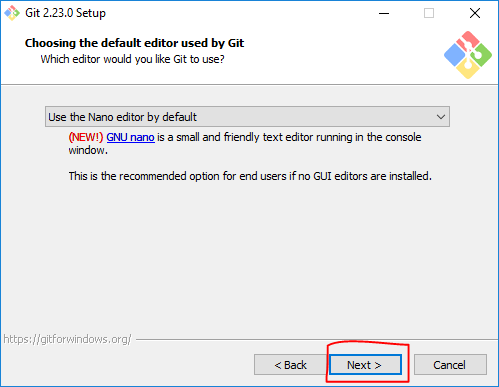 Git 2.23.0 Setup
Choosing the default editor used by Git
Which editor would you like Git to use?
Use the Nano editor by default
(NEW!) GNU nano is a small and friendly text editor running in the console
window.
This is the recommended option for end users if no GUI editors are installed.
https://gitforwindows.org/
< Back
Next >
Cancel